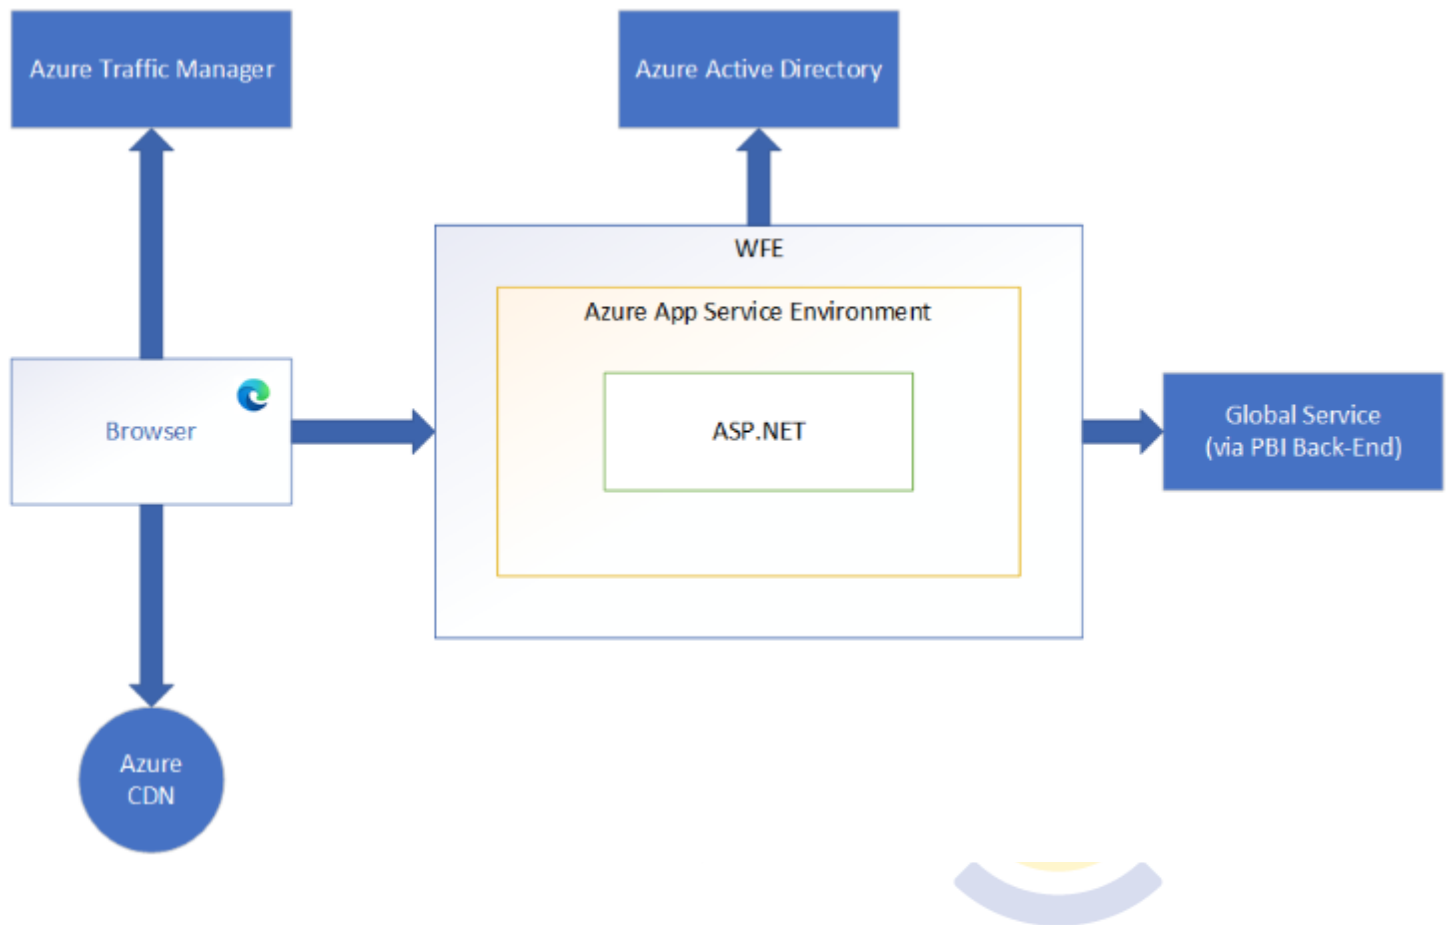 Azure Traffic Manager
Azure Active Directory
WFE
Azure App Service Environment
Browser
ASP.NET
Global Service
(via PBI Back-End)
Azure
CDN